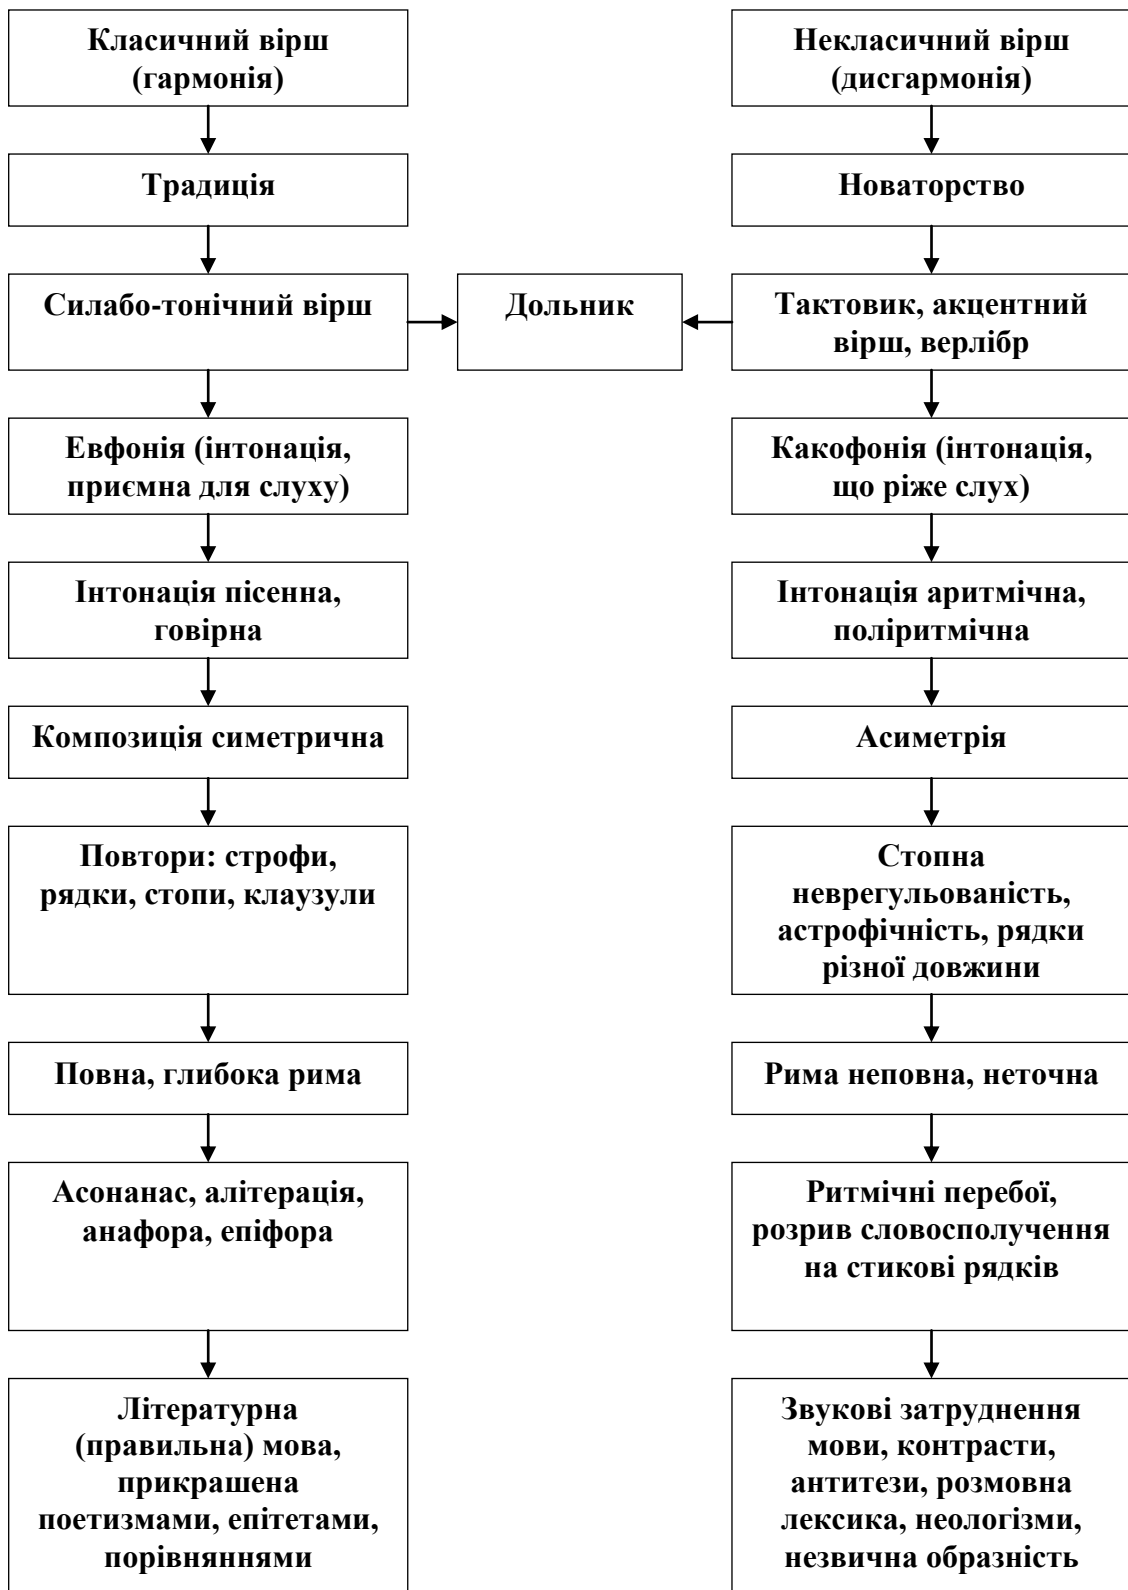 Класичний вірш
(гармонія)
Некласичний вірш
(дисгармонія)
Традиція
Новаторство
Силабо-тонічний вірш
Дольник
Тактовик, акцентний
вірш, верлібр
Евфонія (інтонація,
приємна для слуху)
Какофонія (інтонація,
що ріже слух)
Інтонація пісенна,
говірна
Інтонація аритмічна,
поліритмічна
Композиція симетрична
Асиметрія
Повтори: строфи,
рядки, стопи, клаузули
Стопна
неврегульованість,
астрофічність, рядки
різної довжини
Повна, глибока рима
Рима неповна, неточна
Асонанас, алітерація,
анафора, епіфора
Ритмічні перебої,
розрив словосполучення
на стикові рядків
Літературна
(правильна) мова,
прикрашена
поетизмами, епітетами,
порівняннями
Звукові затруднення
мови, контрасти,
антитези, розмовна
лексика, неологізми,
незвична образність